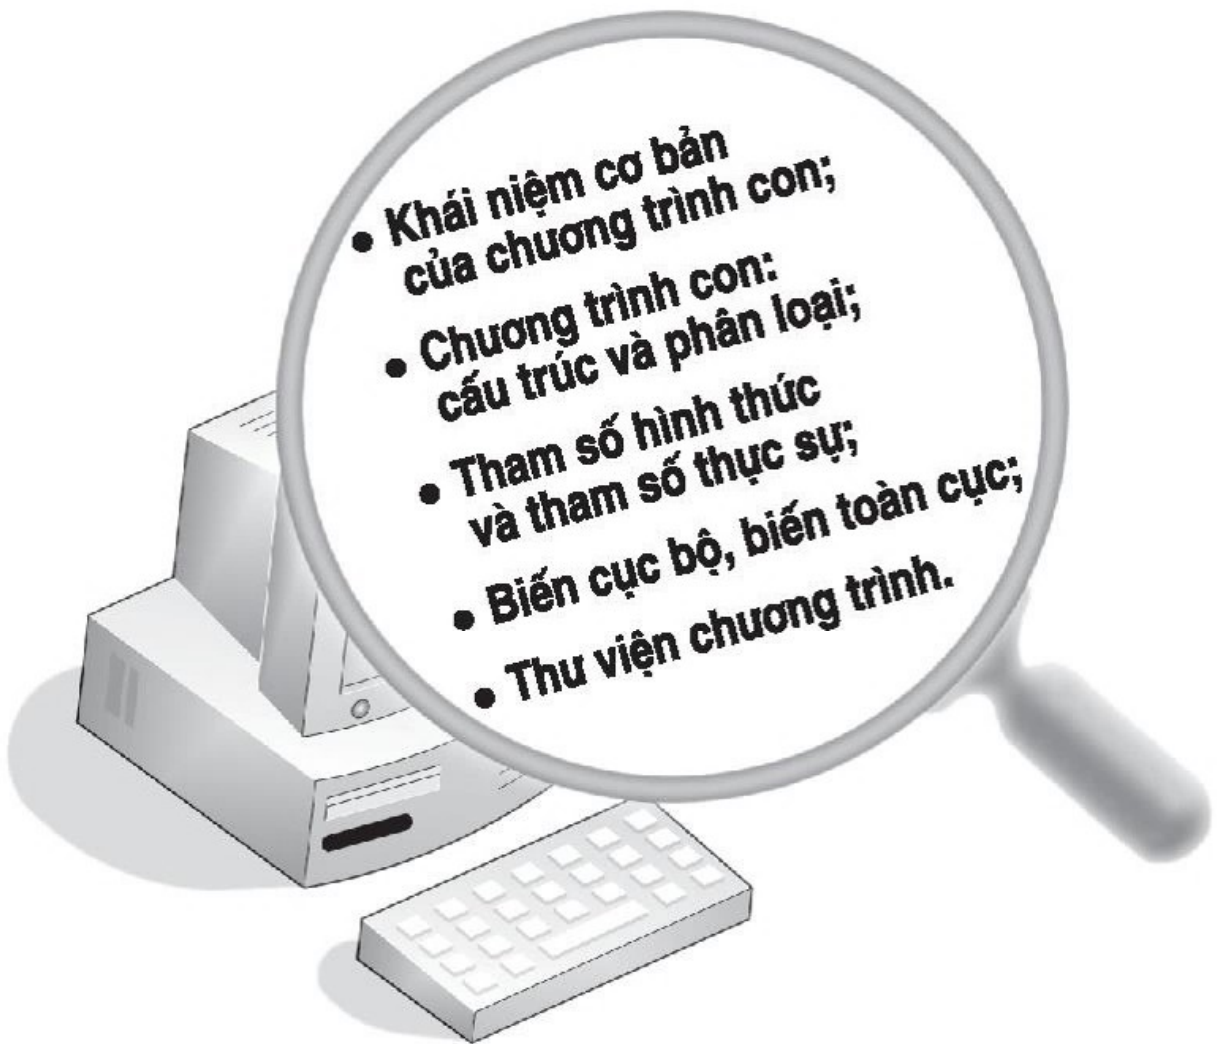 • Khái niệm cơ bản
của chương trình con;
• Chương trình con:
cấu trúc và phân loại;
• Tham số hình thức
và tham số thực sự;
• Biến cục bộ, biến toàn cục;
• Thư viện chương trình.